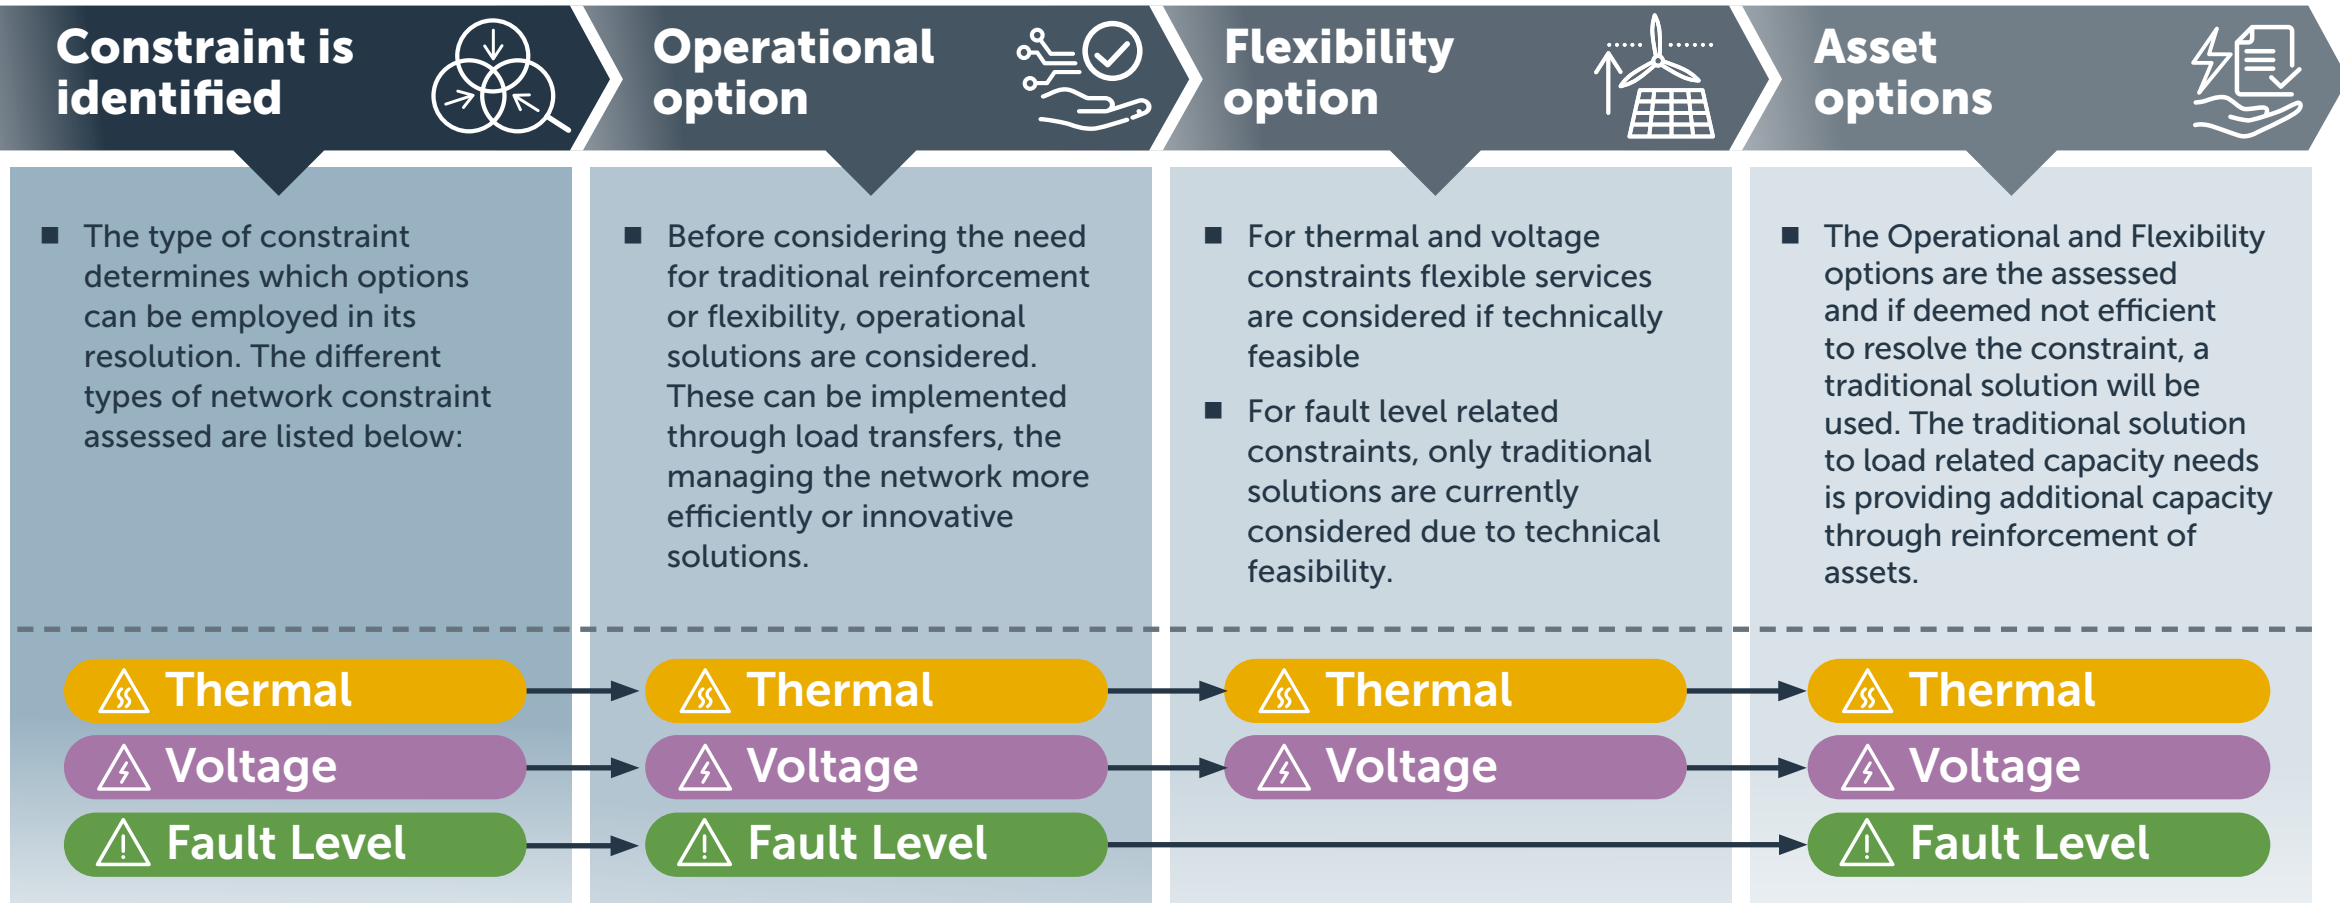 Constraint is
identified
The type of constraint
determines which options
can be employed in its
resolution. The different
types of network constraint
assessed are listed below:
Operational
option
Before considering the need
for traditional reinforcement
or flexibility, operational
solutions are considered.
These can be implemented
through load transfers, the
managing the network more
efficiently or innovative
solutions.
Flexibility
option
For thermal and voltage
constraints flexible services
are considered if technically
feasible
For fault level related
constraints, only traditional
solutions are currently
considered due to technical
feasibility.
Asset
options
The Operational and Flexibility
options are the assessed
and if deemed not efficient
to resolve the constraint, a
traditional solution will be
used. The traditional solution
to load related capacity needs
is providing additional capacity
through reinforcement of
assets.
Thermal
Thermal
Thermal
Thermal
Voltage
Voltage
Voltage
Voltage
Fault Level
Fault Level
Fault Level